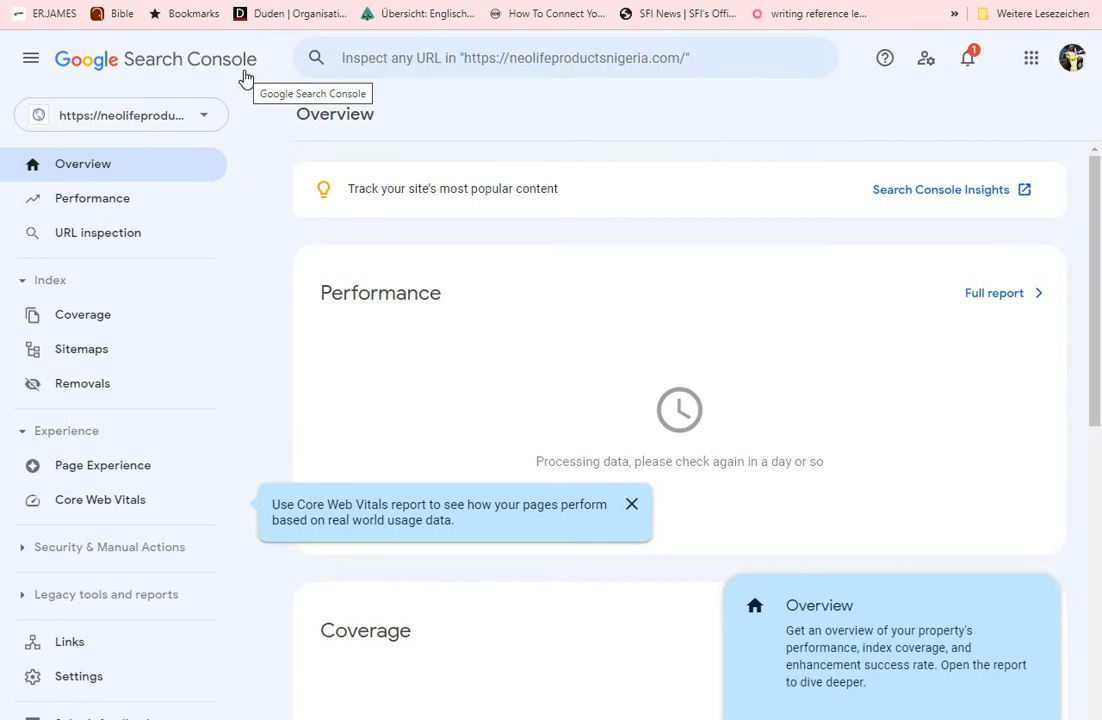 ERJAMES
Bible
Bookmarks
D
Duden | Organisati...
Übersicht: Englisch...
How To Connect Yo...
SFI News | SFI's Offi...
writing reference le...
»
Weitere Lesezeichen
Google Search Console
Inspect any URL in "https://neolifeproductsnigeria.com/"
1
Google Search Console
https://neolifeprodu...
Overview
Overview
Performance
URL inspection
Index
Coverage
Sitemaps
Removals
Experience
Page Experience
Core Web Vitals
Security & Manual Actions
Legacy tools and reports
Links
Settings
Track your site's most popular content
Search Console Insights
Performance
Full report
Processing data, please check again in a day or so
Use Core Web Vitals report to see how your pages perform
based on real world usage data.
Coverage
Overview
Get an overview of your property's
performance, index coverage, and
enhancement success rate. Open the report
to dive deeper.